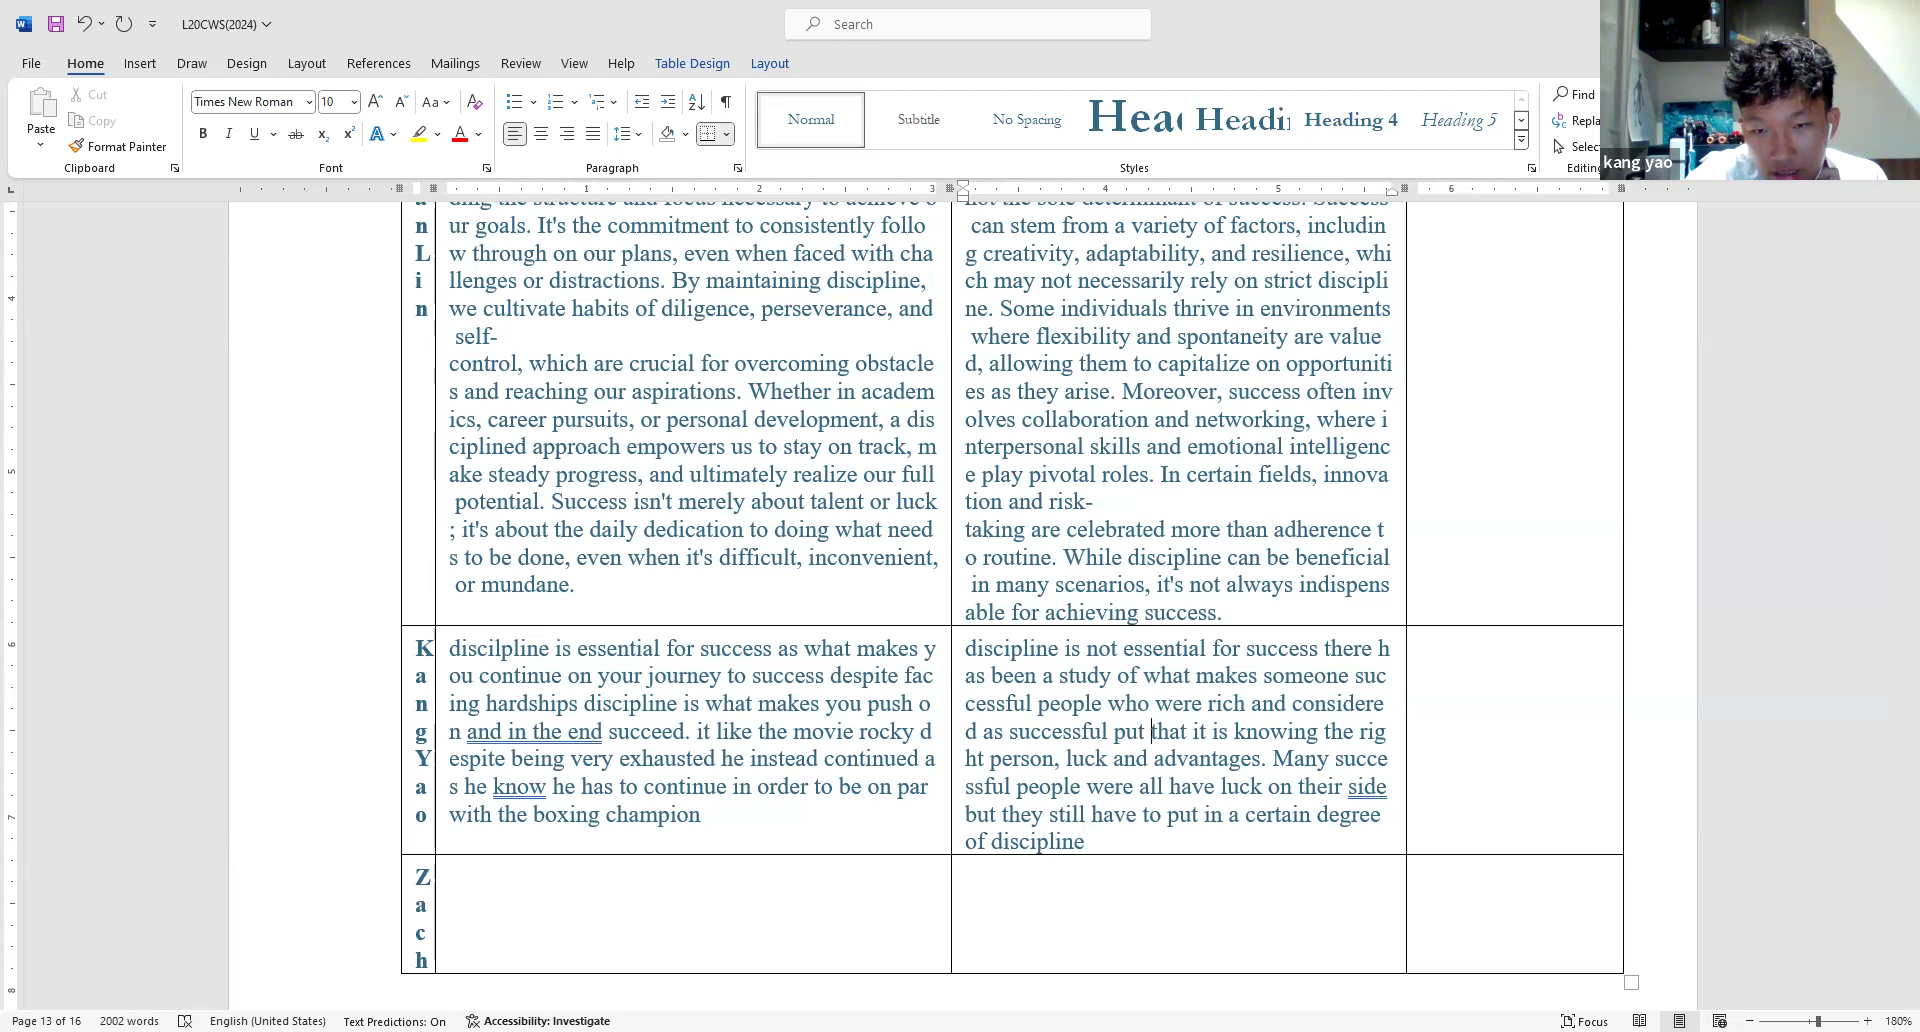 L20CWS(2024)
Search
File Home Insert Draw Design Layout References Mailings Review View Help Table Design Layout
Paste
Cut
Copy
Format Painter
Times New Roman 10
Normal Subtitle No Spacing Heading 4 Heading 5
Find
Clipboard Font Paragraph Styles
kang yao
1 2 3 4 5 6
n ur goals. It's the commitment to consistently follo
L w through on our plans, even when faced with cha
i llenges or distractions. By maintaining discipline,
n we cultivate habits of diligence, perseverance, and
self-
control, which are crucial for overcoming obstacle
s and reaching our aspirations. Whether in academ
ics, career pursuits, or personal development, a dis
ciplined approach empowers us to stay on track, m
ake steady progress, and ultimately realize our full
potential. Success isn't merely about talent or luck
; it's about the daily dedication to doing what need
s to be done, even when it's difficult, inconvenient,
or mundane.
not the sole determinant of success. Success
can stem from a variety of factors, includin
g creativity, adaptability, and resilience, whi
ch may not necessarily rely on strict discipli
ne. Some individuals thrive in environments
where flexibility and spontaneity are value
d, allowing them to capitalize on opportuniti
es as they arise. Moreover, success often inv
olves collaboration and networking, where i
nterpersonal skills and emotional intelligenc
e play pivotal roles. In certain fields, innova
tion and risk-
taking are celebrated more than adherence t
o routine. While discipline can be beneficial
in many scenarios, it's not always indispens
able for achieving success.
K
a
n
g
Y
a
o
discilpline is essential for success as what makes y
ou continue on your journey to success despite fac
ing hardships discipline is what makes you push o
n and in the end succeed. it like the movie rocky d
espite being very exhausted he instead continued a
s he know he has to continue in order to be on par
with the boxing champion
discipline is not essential for success there h
as been a study of what makes someone suc
cessful people who were rich and considere
d as successful put that it is knowing the rig
ht person, luck and advantages. Many succe
ssful people were all have luck on their side
but they still have to put in a certain degree
of discipline
Z
a
c
h
Page 13 of 16 2002 words English (United States) Text Predictions: On Accessibility: Investigate Focus 180%